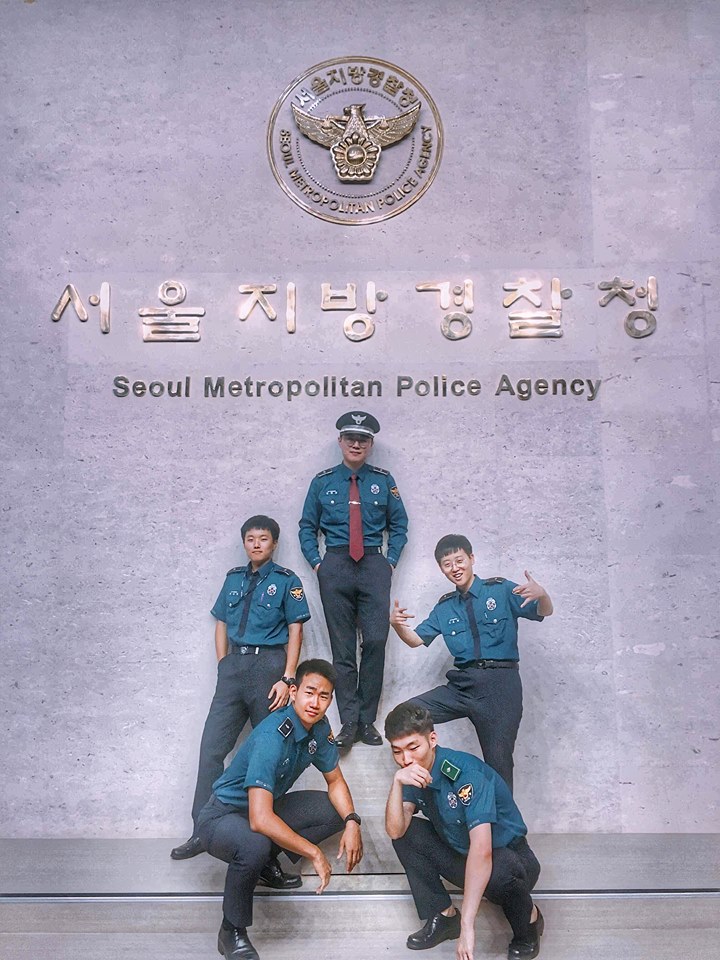 서울지방경찰청
SEOUL METROPOLITAN POLICE AGENCY
서울지방경찰청
Seoul Metropolitan Police Agency